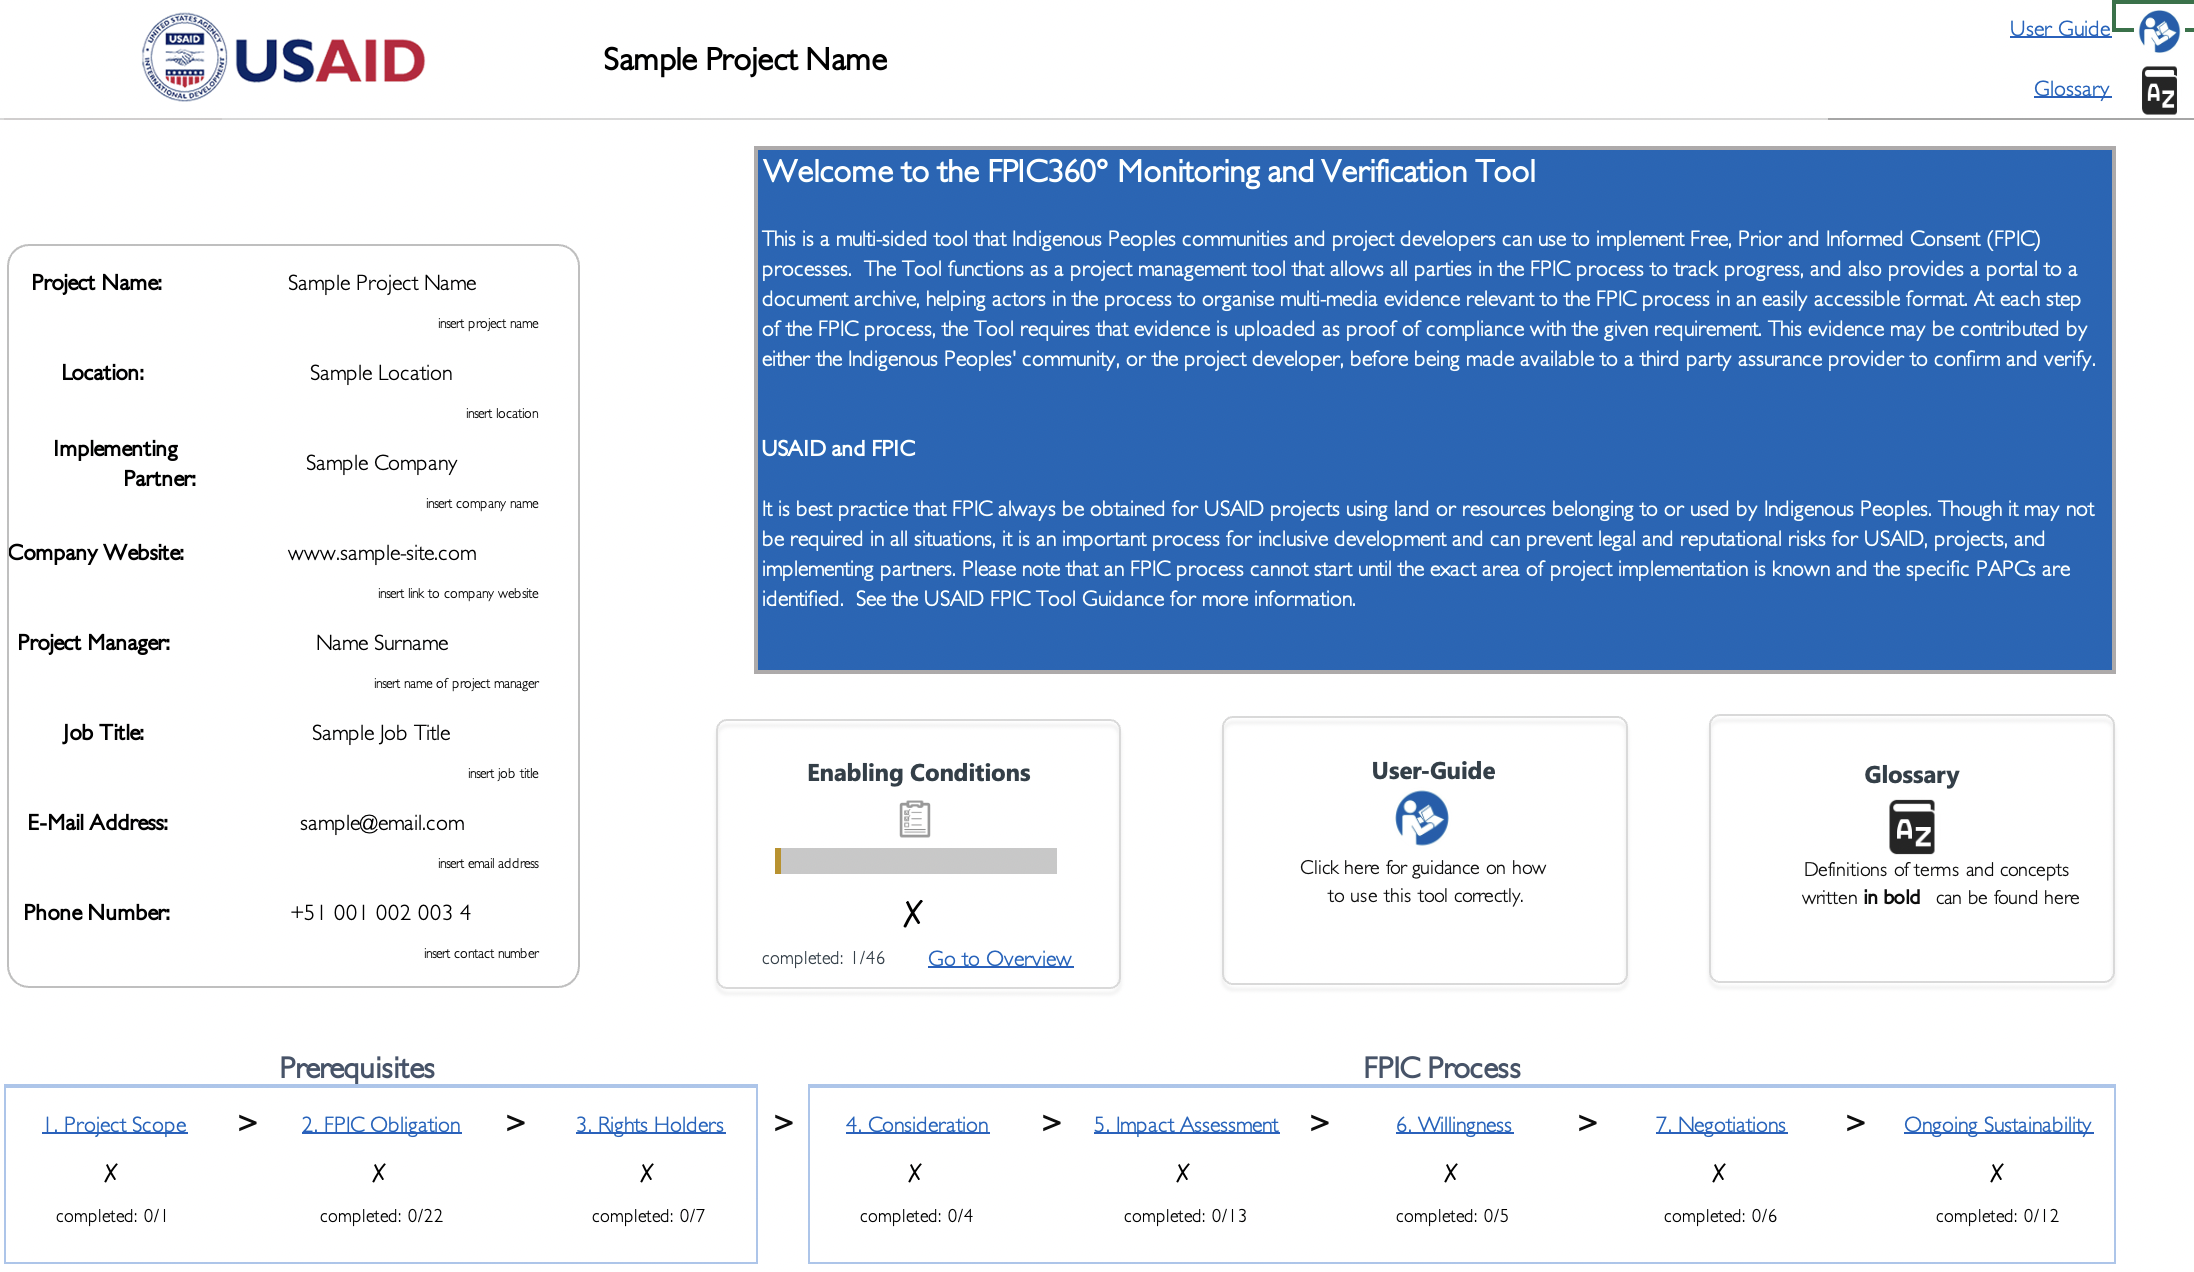 UNITED STATES AGENCY
USAID
INTERNATIONAL DEVELOPMENT
USAID
Sample Project Name
User Guide
Glossary
AZ
Welcome to the FPIC360° Monitoring and Verification Tool
This is a multi-sided tool that Indigenous Peoples communities and project developers can use to implement Free, Prior and Informed Consent (FPIC)
processes.  The Tool functions as a project management tool that allows all parties in the FPIC process to track progress, and also provides a portal to a
document archive, helping actors in the process to organise multi-media evidence relevant to the FPIC process in an easily accessible format. At each step
of the FPIC process, the Tool requires that evidence is uploaded as proof of compliance with the given requirement. This evidence may be contributed by
either the Indigenous Peoples' community, or the project developer, before being made available to a third party assurance provider to confirm and verify.
USAID and FPIC
It is best practice that FPIC always be obtained for USAID projects using land or resources belonging to or used by Indigenous Peoples. Though it may not
be required in all situations, it is an important process for inclusive development and can prevent legal and reputational risks for USAID, projects, and
implementing partners. Please note that an FPIC process cannot start until the exact area of project implementation is known and the specific PAPCs are
identified.  See the USAID FPIC Tool Guidance for more information.
Project Name: Sample Project Name
insert project name
Location: Sample Location
insert location
Implementing
Partner: Sample Company
insert company name
Company Website: www.sample-site.com
insert link to company website
Project Manager: Name Surname
insert name of project manager
Job Title: Sample Job Title
insert job title
E-Mail Address: sample@email.com
insert email address
Phone Number: +51 001 002 003 4
insert contact number
Enabling Conditions
✗
completed: 1/46 Go to Overview
User-Guide
Click here for guidance on how
to use this tool correctly.
Glossary
AZ
Definitions of terms and concepts
written in bold can be found here
Prerequisites
1. Project Scope > 2. FPIC Obligation > 3. Rights Holders >
✗ ✗ ✗
completed: 0/1 completed: 0/22 completed: 0/7
FPIC Process
4. Consideration > 5. Impact Assessment > 6. Willingness > 7. Negotiations > Ongoing Sustainability
✗ ✗ ✗ ✗ ✗
completed: 0/4 completed: 0/13 completed: 0/5 completed: 0/6 completed: 0/12